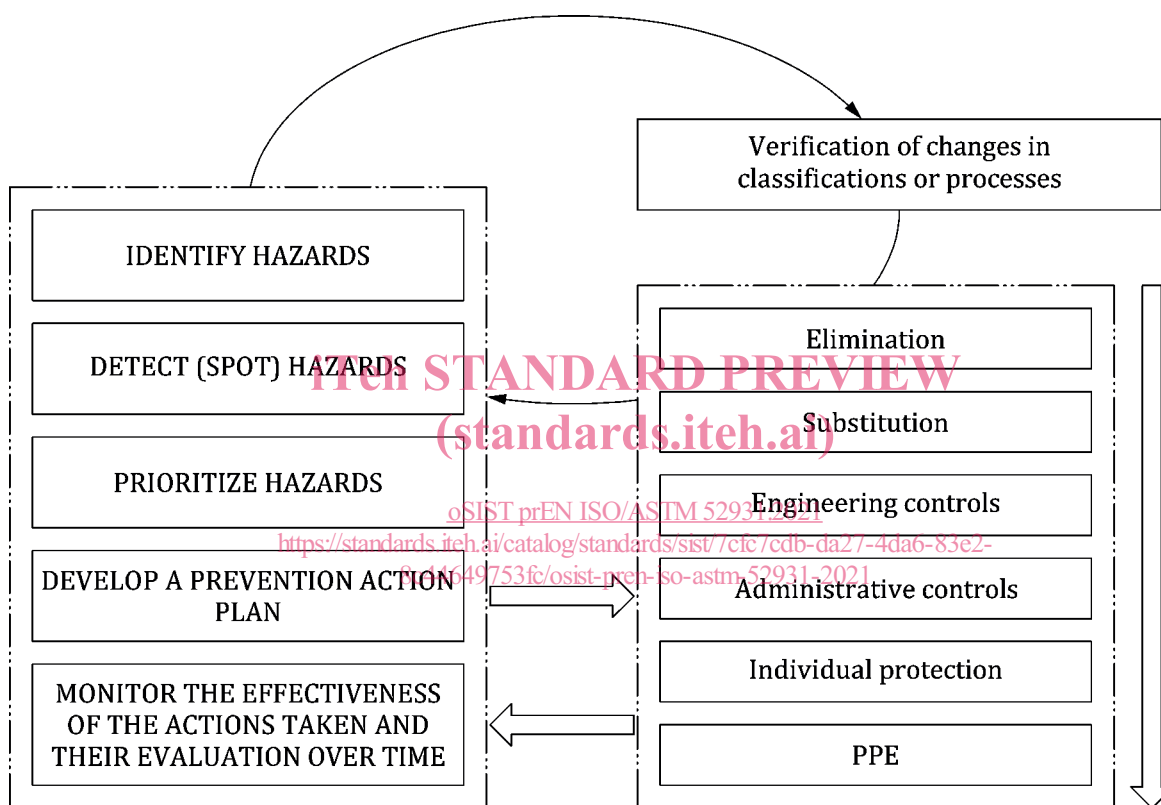 Verification of changes in
classifications or processes
IDENTIFY HAZARDS
DETECT (SPOT) HAZARDS
PRIORITIZE HAZARDS
DEVELOP A PREVENTION ACTION
PLAN
MONITOR THE EFFECTIVENESS
OF THE ACTIONS TAKEN AND
THEIR EVALUATION OVER TIME
Elimination
Substitution
Engineering controls
Administrative controls
Individual protection
PPE
iTeh STANDARD PREVIEW
(standards.iteh.ai)
oSIST prEN ISO/ASTM 52931:2021
https://standards.iteh.ai/catalog/standards/sist/7cfc7cdb-da27-4da6-83e2-
8c44649753fc/osist-pren-iso-astm-52931-2021